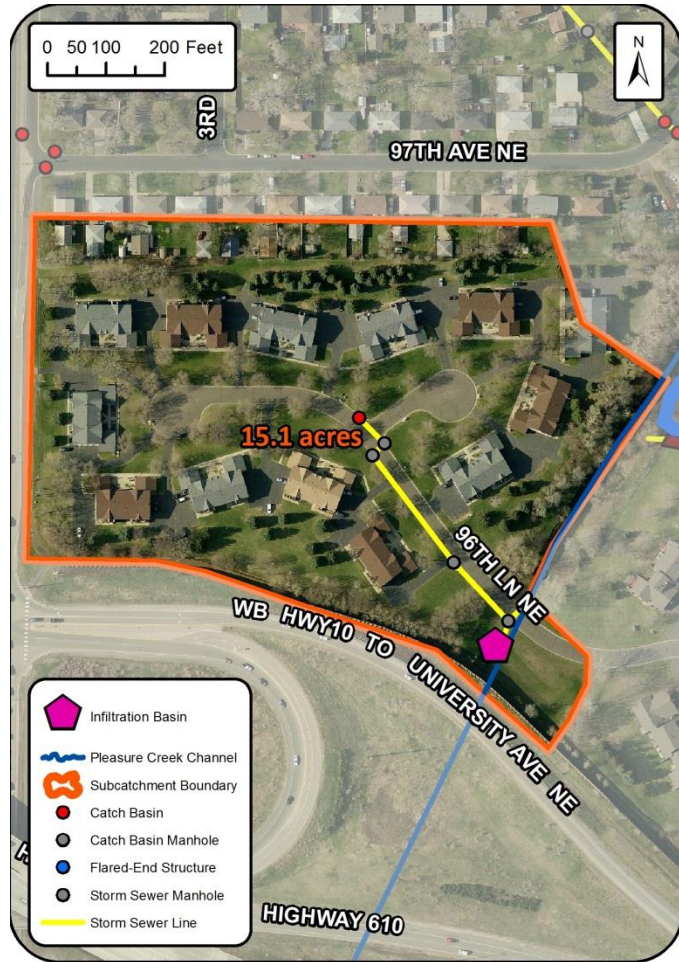 0 50 100 200 Feet
N
3RD
97TH AVE NE
15.1 acres
96TH LN NE
WB HWY10 TO UNIVERSITY AVE NE
Infiltration Basin
Pleasure Creek Channel
Subcatchment Boundary
Catch Basin
Catch Basin Manhole
Flared-End Structure
Storm Sewer Manhole
Storm Sewer Line
HIGHWAY 610